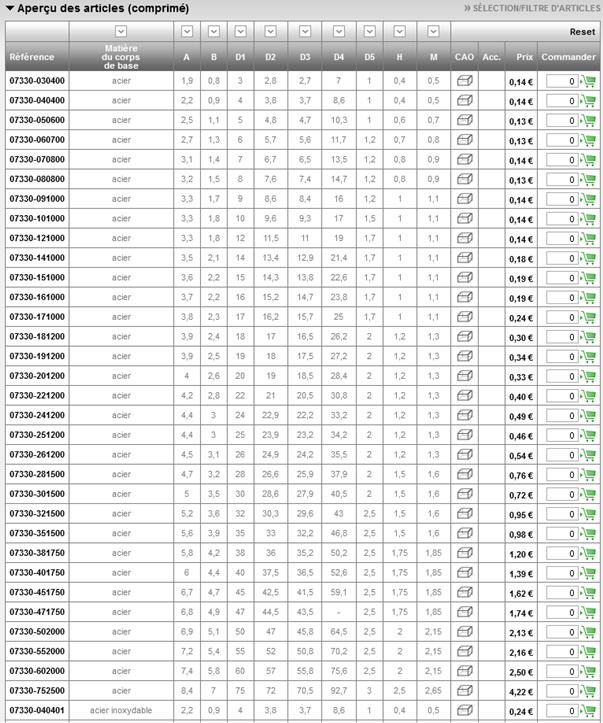 Aperçu des articles (comprimé) » SÉLECTION/FILTRE D'ARTICLES
Reset
Référence Matière du corps de base A B D1 D2 D3 D4 D5 H M CAO Acc. Prix Commander
07330-030400 acier 1,9 0,8 3 2,8 2,7 7 1 0,4 0,5 0,14 € 0
07330-040400 acier 2,2 0,9 4 3,8 3,7 8,6 1 0,4 0,5 0,14 € 0
07330-050600 acier 2,5 1,1 5 4,8 4,7 10,3 1 0,6 0,7 0,13 € 0
07330-060700 acier 2,7 1,3 6 5,7 5,6 11,7 1,2 0,7 0,8 0,13 € 0
07330-070800 acier 3,1 1,4 7 6,7 6,5 13,5 1,2 0,8 0,9 0,14 € 0
07330-080800 acier 3,2 1,5 8 7,6 7,4 14,7 1,2 0,8 0,9 0,13 € 0
07330-091000 acier 3,3 1,7 9 8,6 8,4 16 1,2 1 1,1 0,14 € 0
07330-101000 acier 3,3 1,8 10 9,6 9,3 17 1,5 1 1,1 0,14 € 0
07330-121000 acier 3,3 1,8 12 11,5 11 19 1,7 1 1,1 0,14 € 0
07330-141000 acier 3,5 2,1 14 13,4 12,9 21,4 1,7 1 1,1 0,18 € 0
07330-151000 acier 3,6 2,2 15 14,3 13,8 22,6 1,7 1 1,1 0,19 € 0
07330-161000 acier 3,7 2,2 16 15,2 14,7 23,8 1,7 1 1,1 0,19 € 0
07330-171000 acier 3,8 2,3 17 16,2 15,7 25 1,7 1 1,1 0,24 € 0
07330-181200 acier 3,9 2,4 18 17 16,5 26,2 2 1,2 1,3 0,30 € 0
07330-191200 acier 3,9 2,5 19 18 17,5 27,2 2 1,2 1,3 0,34 € 0
07330-201200 acier 4 2,6 20 19 18,5 28,4 2 1,2 1,3 0,33 € 0
07330-221200 acier 4,2 2,8 22 21 20,5 30,8 2 1,2 1,3 0,40 € 0
07330-241200 acier 4,4 3 24 22,9 22,2 33,2 2 1,2 1,3 0,49 € 0
07330-251200 acier 4,4 3 25 23,9 23,2 34,2 2 1,2 1,3 0,46 € 0
07330-261200 acier 4,5 3,1 26 24,9 24,2 35,5 2 1,2 1,3 0,54 € 0
07330-281500 acier 4,7 3,2 28 26,6 25,9 37,9 2 1,5 1,6 0,76 € 0
07330-301500 acier 5 3,5 30 28,6 27,9 40,5 2 1,5 1,6 0,72 € 0
07330-321500 acier 5,2 3,6 32 30,3 29,6 43 2,5 1,5 1,6 0,95 € 0
07330-351500 acier 5,6 3,9 35 33 32,2 46,8 2,5 1,5 1,6 0,98 € 0
07330-381750 acier 5,8 4,2 38 36 35,2 50,2 2,5 1,75 1,85 1,20 € 0
07330-401750 acier 6 4,4 40 37,5 36,5 52,6 2,5 1,75 1,85 1,39 € 0
07330-451750 acier 6,7 4,7 45 42,5 41,5 59,1 2,5 1,75 1,85 1,62 € 0
07330-471750 acier 6,8 4,9 47 44,5 43,5 - 2,5 1,75 1,85 1,74 € 0
07330-502000 acier 6,9 5,1 50 47 45,8 64,5 2,5 2 2,15 2,13 € 0
07330-552000 acier 7,2 5,4 55 52 50,8 70,2 2,5 2 2,15 2,16 € 0
07330-602000 acier 7,4 5,8 60 57 55,8 75,6 2,5 2 2,15 2,50 € 0
07330-752500 acier 8,4 7 75 72 70,5 92,7 3 2,5 2,65 4,22 € 0
07330-040401 acier inoxydable 2,2 0,9 4 3,8 3,7 8,6 1 0,4 0,5 0,24 € 0